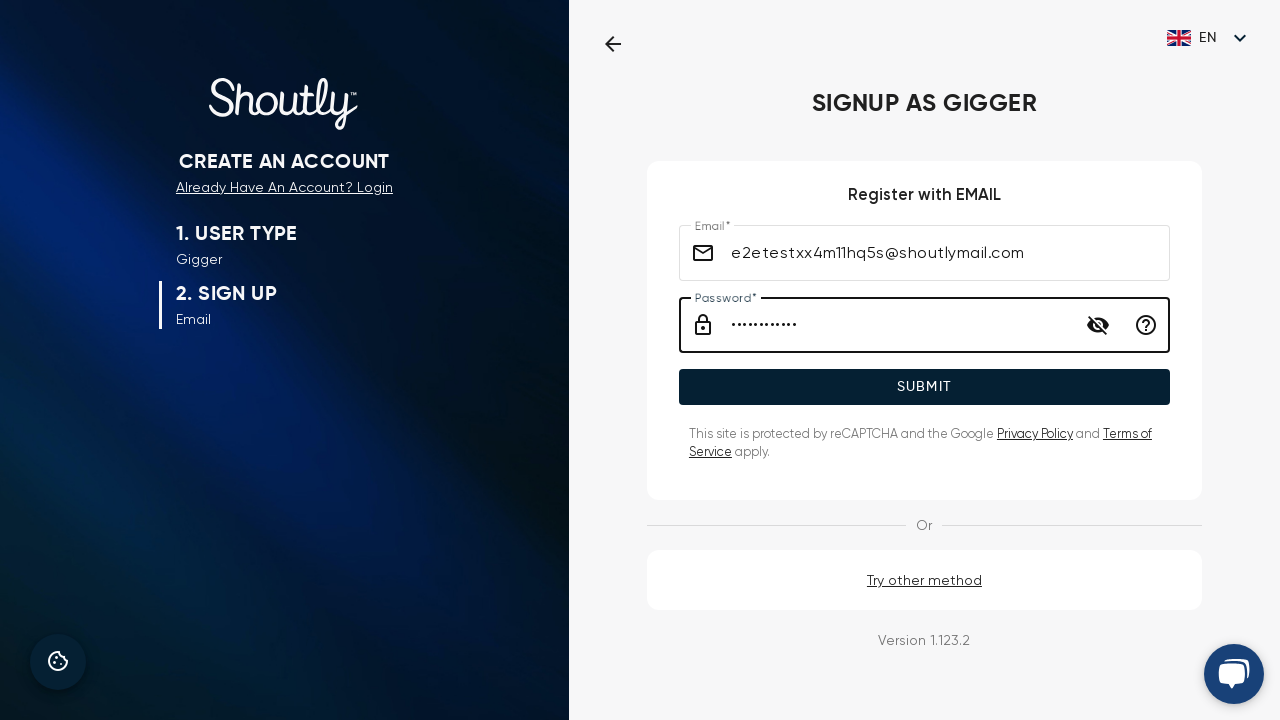 Shoutly™
CREATE AN ACCOUNT
Already Have An Account? Login
1. USER TYPE
Gigger
2. SIGN UP
Email
EN
SIGNUP AS GIGGER
Register with EMAIL
Email*
e2etestxx4m11hq5s@shoutlymail.com
Password*
••••••••••••
SUBMIT
This site is protected by reCAPTCHA and the Google Privacy Policy and Terms of
Service apply.
Or
Try other method
Version 1.123.2